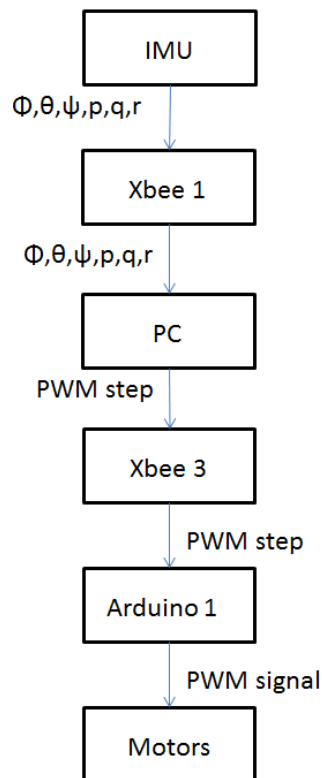 IMU
Φ,θ,ψ,p,q,r
Xbee 1
Φ,θ,ψ,p,q,r
PC
PWM step
Xbee 3
PWM step
Arduino 1
PWM signal
Motors